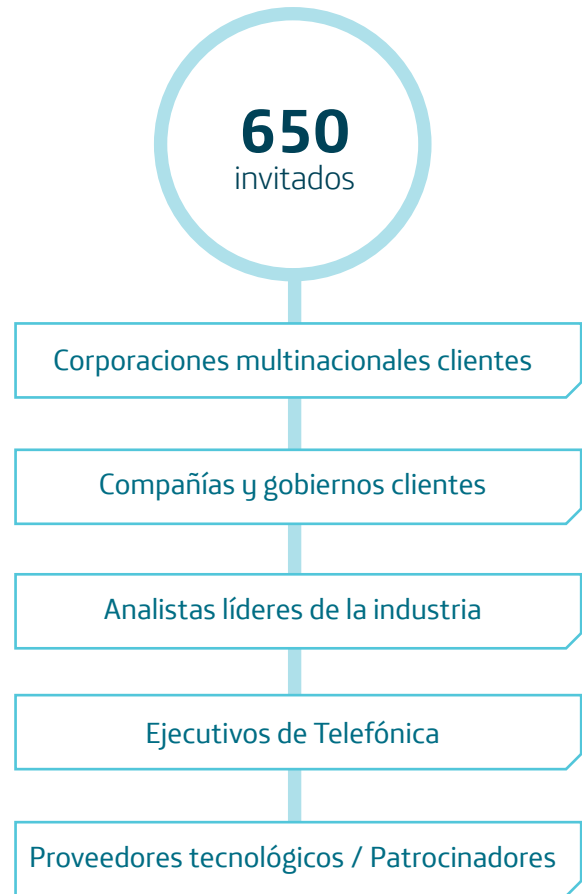 650
invitados
Corporaciones multinacionales clientes
Compañías y gobiernos clientes
Analistas líderes de la industria
Ejecutivos de Telefónica
Proveedores tecnológicos / Patrocinadores